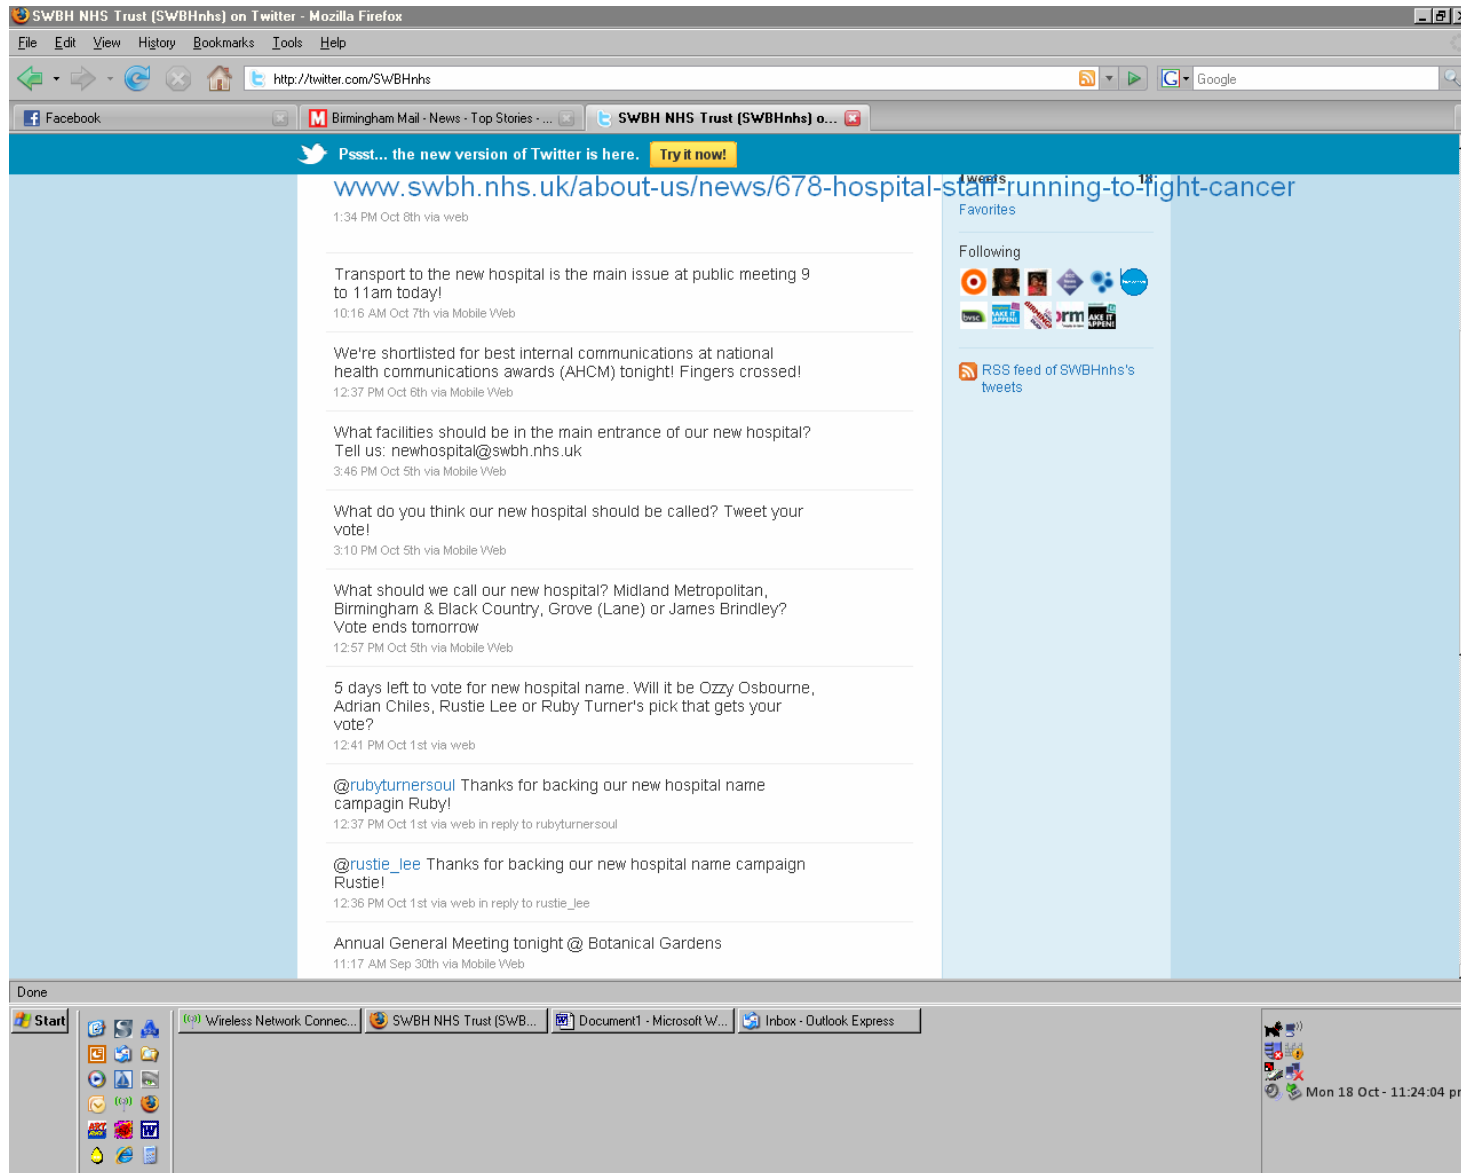 SWBH NHS Trust (SWBHnhs) on Twitter - Mozilla Firefox
File Edit View History Bookmarks Tools Help
http://twitter.com/SWBHnhs
Google
Facebook
Birmingham Mail - News - Top Stories - ...
SWBH NHS Trust (SWBHnhs) o...
Pssst... the new version of Twitter is here. Try it now!
www.swbh.nhs.uk/about-us/news/678-hospital-staff-running-to-fight-cancer
1:34 PM Oct 8th via web
Transport to the new hospital is the main issue at public meeting 9
to 11am today!
10:16 AM Oct 7th via Mobile Web
We're shortlisted for best internal communications at national
health communications awards (AHCM) tonight! Fingers crossed!
12:37 PM Oct 6th via Mobile Web
What facilities should be in the main entrance of our new hospital?
Tell us: newhospital@swbh.nhs.uk
3:46 PM Oct 5th via Mobile Web
What do you think our new hospital should be called? Tweet your
vote!
3:10 PM Oct 5th via Mobile Web
What should we call our new hospital? Midland Metropolitan,
Birmingham & Black Country, Grove (Lane) or James Brindley?
Vote ends tomorrow
12:57 PM Oct 5th via Mobile Web
5 days left to vote for new hospital name. Will it be Ozzy Osbourne,
Adrian Chiles, Rustie Lee or Ruby Turner's pick that gets your
vote?
12:41 PM Oct 1st via web
@rubyturnersoul Thanks for backing our new hospital name
campagin Ruby!
12:37 PM Oct 1st via web in reply to rubyturnersoul
@rustie_lee Thanks for backing our new hospital name campaign
Rustie!
12:36 PM Oct 1st via web in reply to rustie_lee
Annual General Meeting tonight @ Botanical Gardens
11:17 AM Sep 30th via Mobile Web
Tweets
Favorites
Following
bvsc
RSS feed of SWBHnhs's
tweets
Done
Start
Wireless Network Connec...
SWBH NHS Trust (SWB...
Document1 - Microsoft W...
Inbox - Outlook Express
Mon 18 Oct - 11:24:04 pr